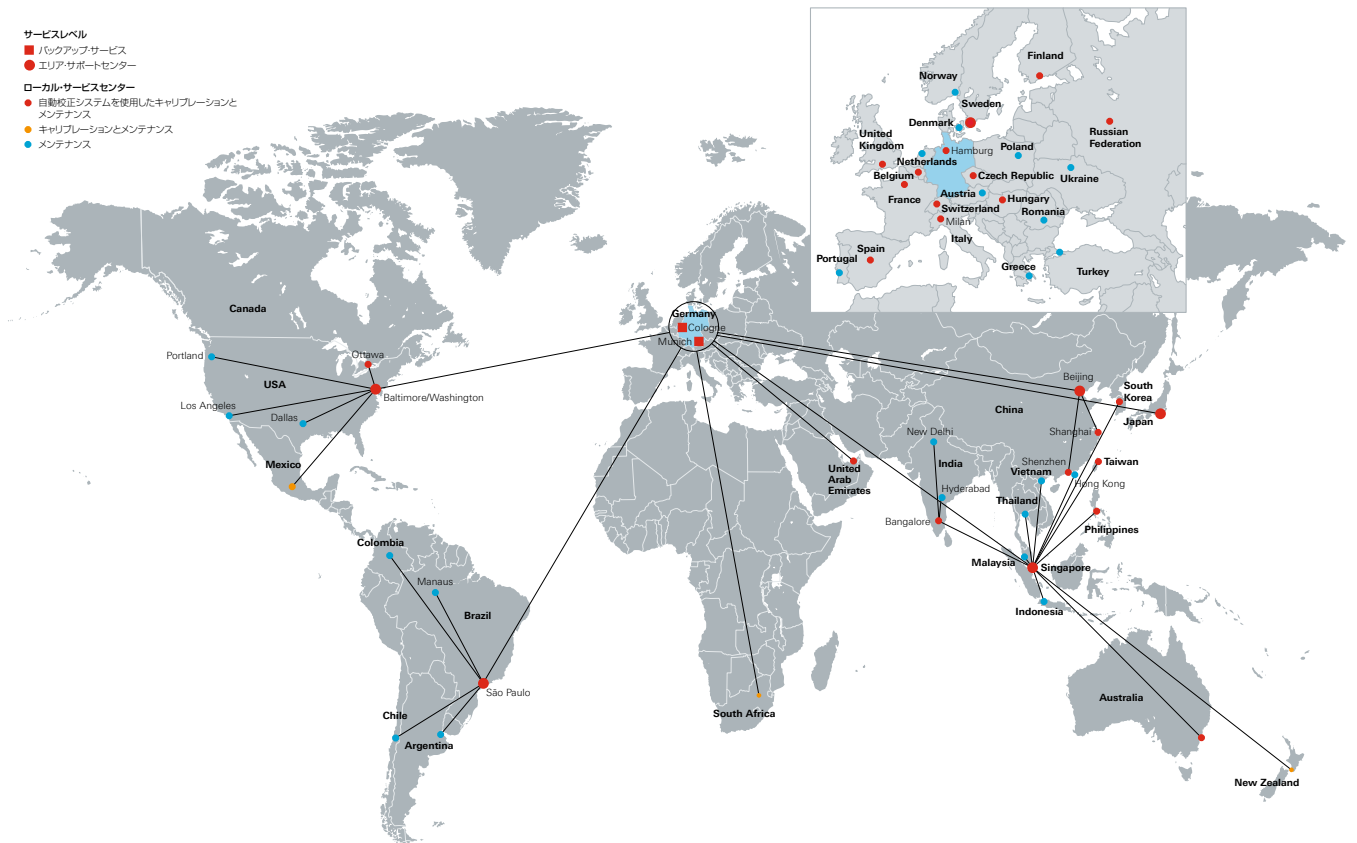 サービスレベル
バックアップ・サービス
エリア・サポートセンター
ローカル・サービスセンター
自動校正システムを使用したキャリブレーションと
メンテナンス
キャリブレーションとメンテナンス
メンテナンス
Finland
Norway
Sweden
Denmark
United
Kingdom
Hamburg
Poland
Russian
Federation
Netherlands
Belgium
Czech Republic
Ukraine
Austria
France
Hungary
Switzerland
Romania
Milan
Italy
Spain
Portugal
Greece
Turkey
Canada
Germany
Cologne
Munich
Portland
Ottawa
USA
Baltimore/Washington
Los Angeles
Dallas
Mexico
Beijing
South
Korea
China
Japan
Shanghai
New Delhi
India
Shenzhen
Taiwan
Vietnam
Hong Kong
United
Arab
Emirates
Hyderabad
Thailand
Bangalore
Philippines
Colombia
Malaysia
Singapore
Manaus
Brazil
Indonesia
São Paulo
Australia
South Africa
Chile
Argentina
New Zealand